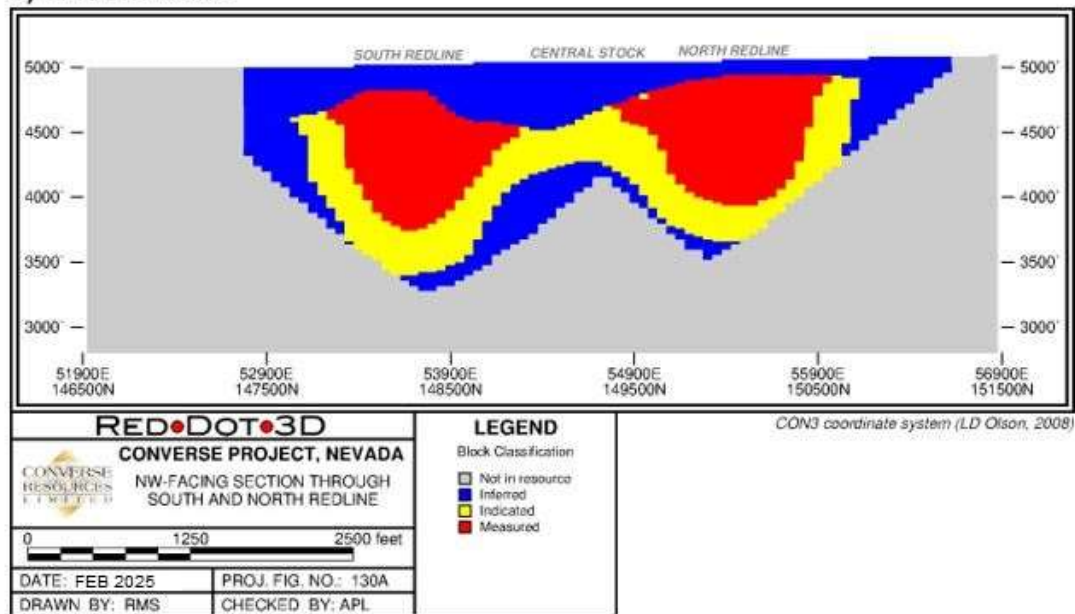 SOUTH REDLINE CENTRAL STOCK NORTH REDLINE
5000' 5000'
4500' 4500'
4000' 4000'
3500' 3500'
3000' 3000'
51900E 52900E 53900E 54900E 55900E 56900E
146500N 147500N 148500N 149500N 150500N 151500N
CON3 coordinate system (LD Olson, 2008)
RED DOT 3D
CONVERSE RESOURCES LIMITED
CONVERSE PROJECT, NEVADA
NW-FACING SECTION THROUGH
SOUTH AND NORTH REDLINE
0 1250 2500 feet
DATE: FEB 2025 PROJ. FIG. NO.: 130A
DRAWN BY: RMS CHECKED BY: APL
LEGEND
Block Classification
Not in resource
Inferred
Indicated
Measured